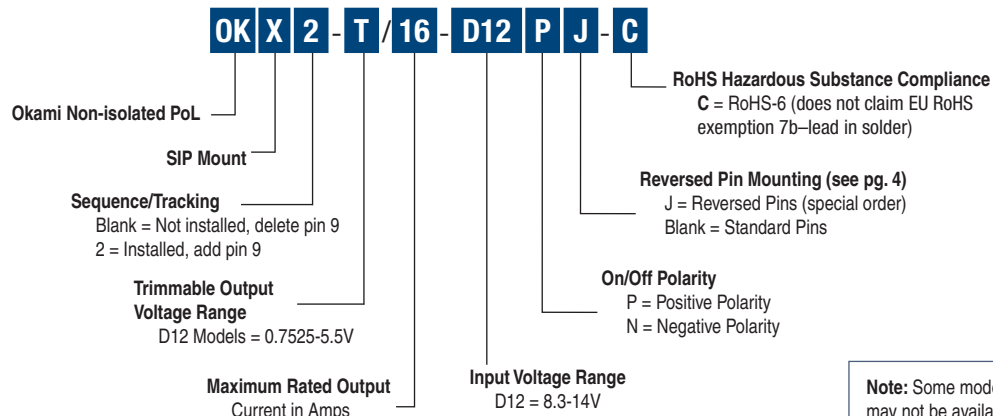 OK X 2 - T / 16 - D12 P J - C
RoHS Hazardous Substance Compliance
C = RoHS-6 (does not claim EU RoHS
exemption 7b–lead in solder)
Okami Non-isolated PoL
SIP Mount
Reversed Pin Mounting (see pg. 4)
J = Reversed Pins (special order)
Blank = Standard Pins
Sequence/Tracking
Blank = Not installed, delete pin 9
2 = Installed, add pin 9
On/Off Polarity
P = Positive Polarity
N = Negative Polarity
Trimmable Output
Voltage Range
D12 Models = 0.7525-5.5V
Maximum Rated Output
Current in Amps
Input Voltage Range
D12 = 8.3-14V
Note: Some
may not be